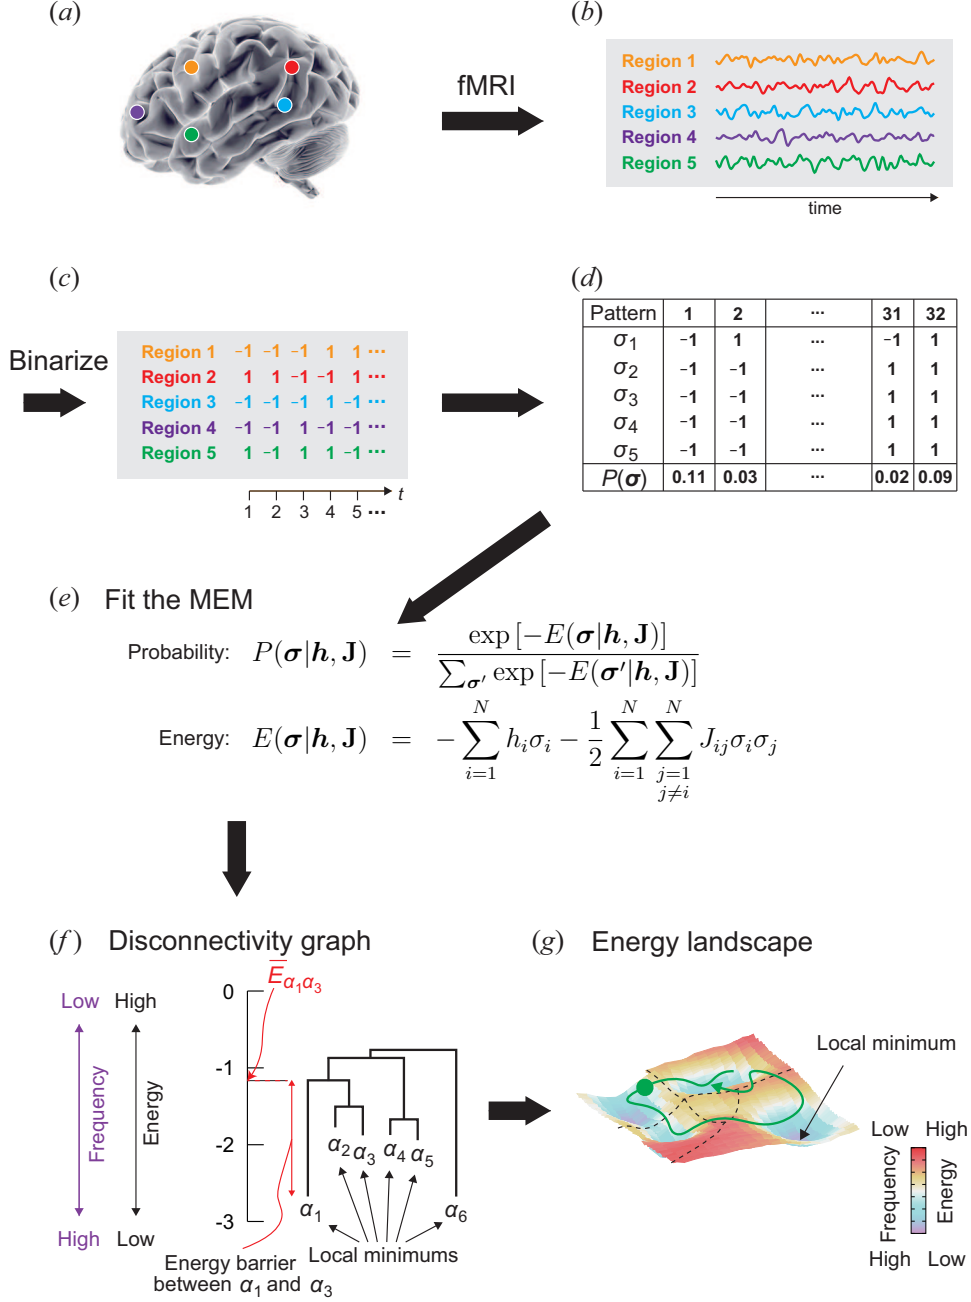 (a)
fMRI
(b)
Region 1
Region 2
Region 3
Region 4
Region 5
time
(c)
Binarize
Region 1 −1 −1 −1 1 1 ···
Region 2 1 1 −1 −1 1 ···
Region 3 −1 −1 −1 1 −1 ···
Region 4 −1 −1 1 −1 −1 ···
Region 5 1 −1 1 1 −1 ···
t
1 2 3 4 5 ···
(d)
Pattern 1 2 ··· 31 32
σ1 −1 1 ··· −1 1
σ2 −1 −1 1 1
σ3 −1 −1 ··· 1 1
σ4 −1 −1 1 1
σ5 −1 −1 ··· 1 1
P(σ) 0.11 0.03 ··· 0.02 0.09
(e) Fit the MEM
Probability: P(σ|h, J) = exp [−E(σ|h, J)] / ∑σ′ exp [−E(σ′|h, J)]
Energy: E(σ|h, J) = − ∑_{i=1}^{N} h_i σ_i − 1/2 ∑_{i=1}^{N} ∑_{j=1, j≠i}^{N} J_{ij} σ_i σ_j
(f) Disconnectivity graph
E̅α1α3
0
-1
-2
-3
Low High
Frequency
Energy
High Low
α1
α2
α3
α4
α5
α6
Local minimums
Energy barrier
between α1 and α3
(g) Energy landscape
Local minimum
Low High
Frequency
Energy
High Low